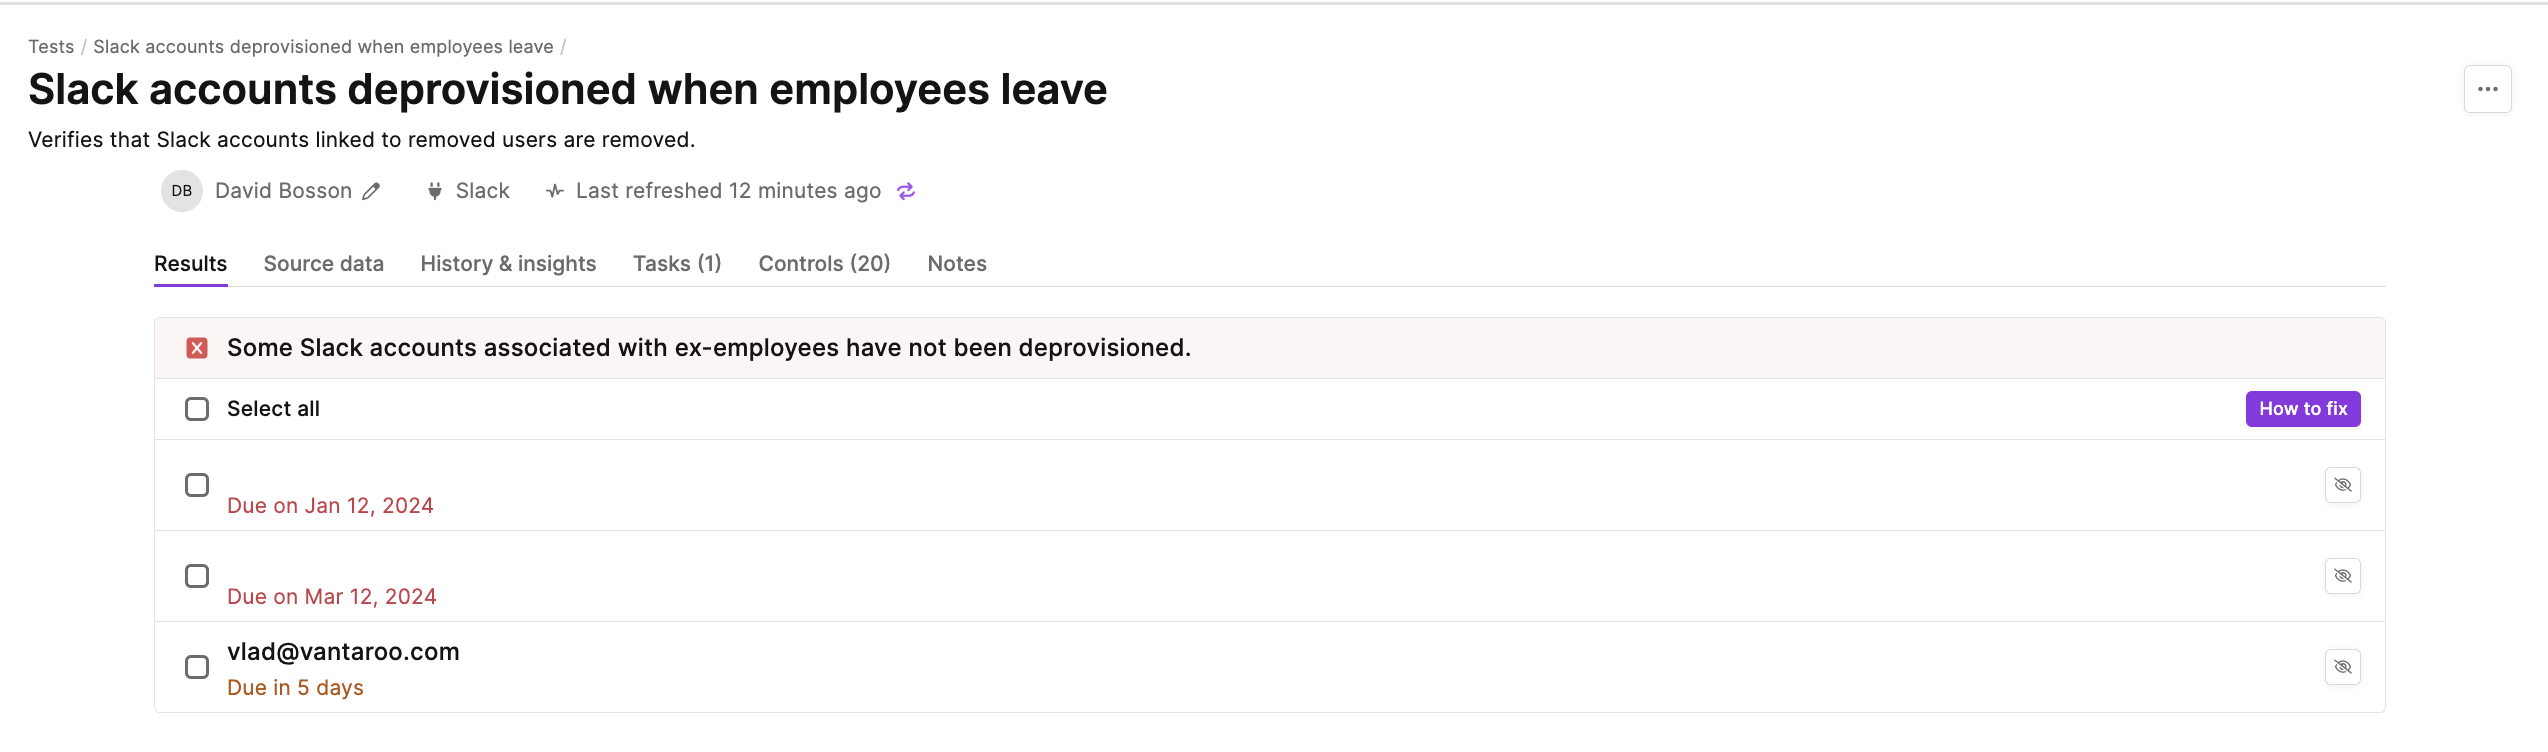 Tests / Slack accounts deprovisioned when employees leave /
Slack accounts deprovisioned when employees leave
...
Verifies that Slack accounts linked to removed users are removed.
DB David Bosson Slack Last refreshed 12 minutes ago
Results Source data History & insights Tasks (1) Controls (20) Notes
Some Slack accounts associated with ex-employees have not been deprovisioned.
Select all How to fix
Due on Jan 12, 2024
Due on Mar 12, 2024
vlad@vantaroo.com
Due in 5 days